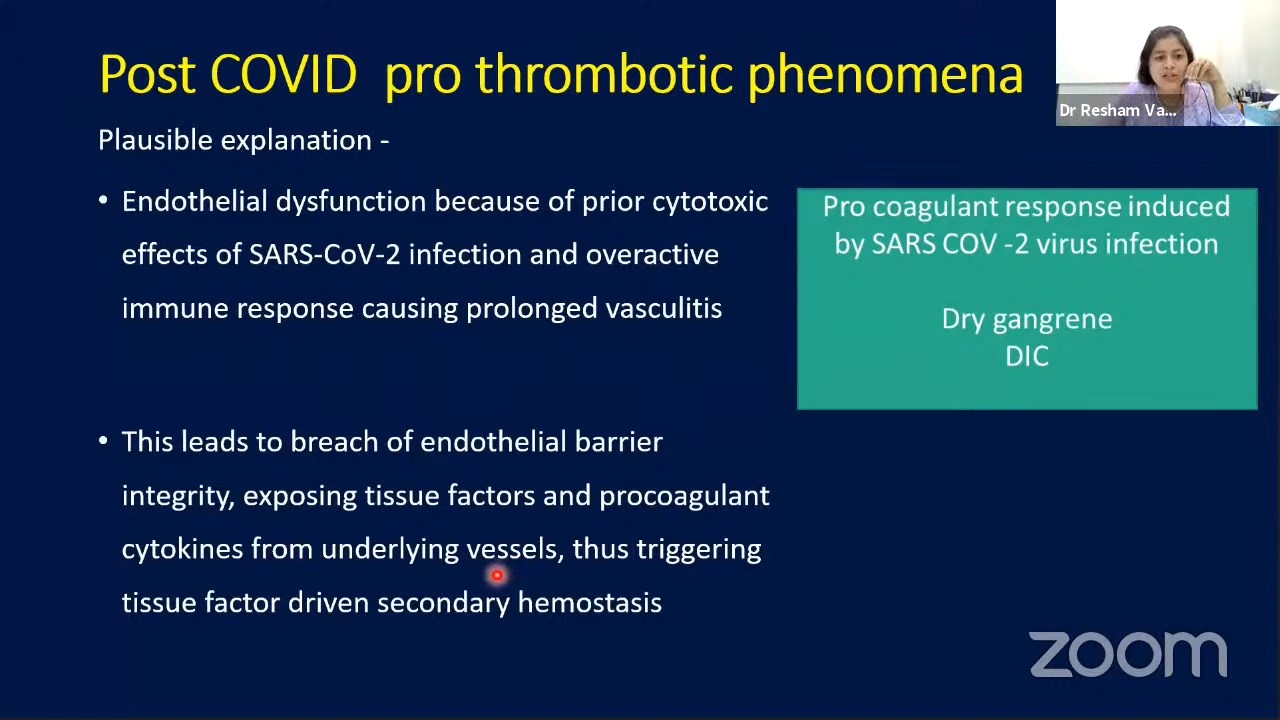 Post COVID  pro thrombotic phenomena
Dr Resham Va...
Plausible explanation -
• Endothelial dysfunction because of prior cytotoxic
effects of SARS-CoV-2 infection and overactive
immune response causing prolonged vasculitis
• This leads to breach of endothelial barrier
integrity, exposing tissue factors and procoagulant
cytokines from underlying vessels, thus triggering
tissue factor driven secondary hemostasis
Pro coagulant response induced
by SARS COV -2 virus infection
Dry gangrene
DIC
zoom